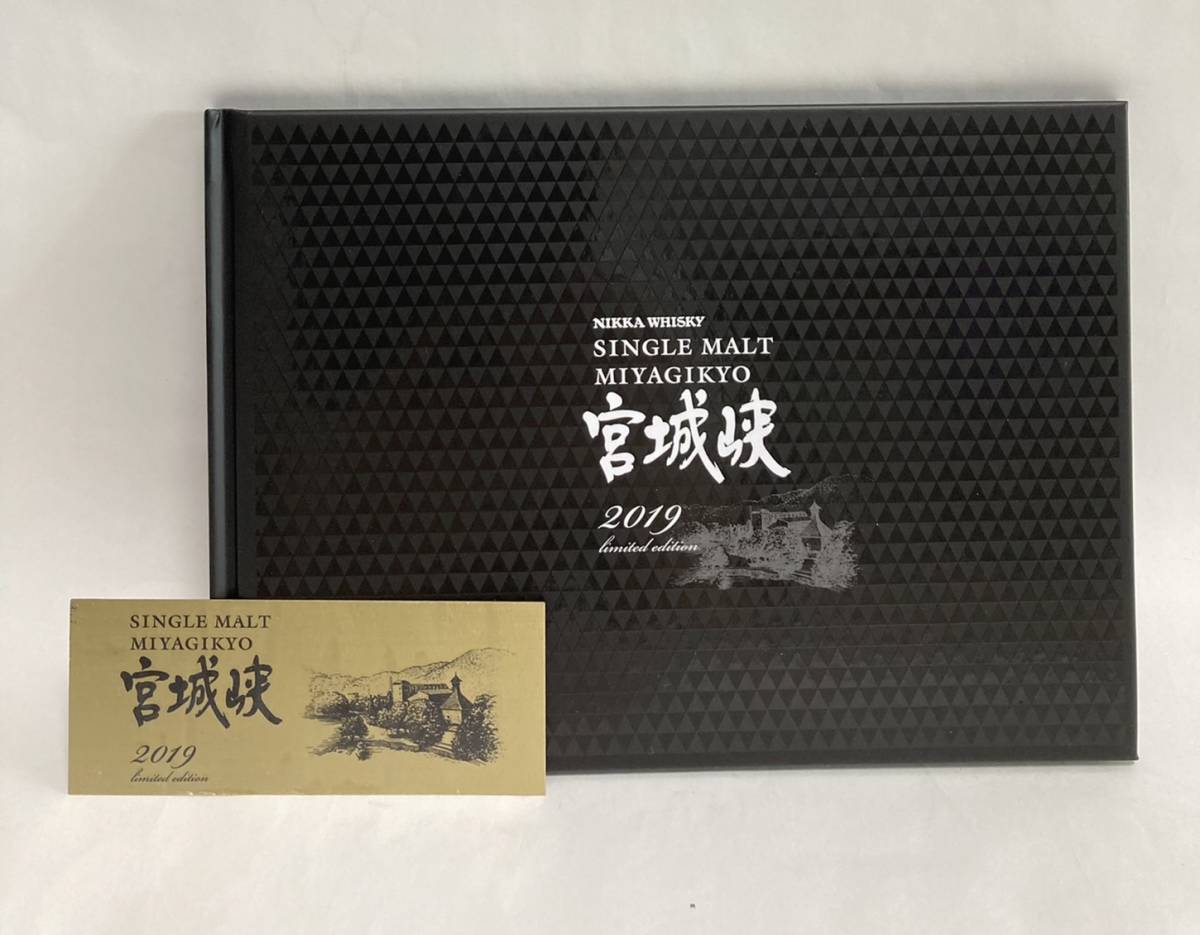 NIKKA WHISKY
SINGLE MALT
MIYAGIKYO
宮城峡
2019
limited edition
SINGLE MALT
MIYAGIKYO
宮城峡
2019
limited edition